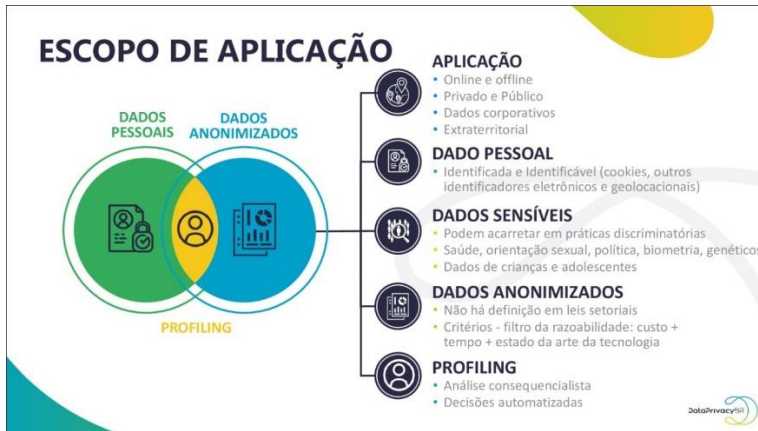 ESCOPO DE APLICAÇÃO
DADOS
PESSOAIS
DADOS
ANONIMIZADOS
PROFILING
APLICAÇÃO
• Online e offline
• Privado e Público
• Dados corporativos
• Extraterritorial
DADO PESSOAL
• Identificada e Identificável (cookies, outros
identificadores eletrônicos e geolocacionais)
DADOS SENSÍVEIS
• Podem acarretar em práticas discriminatórias
• Saúde, orientação sexual, política, biometria, genéticos
• Dados de crianças e adolescentes
DADOS ANONIMIZADOS
• Não há definição em leis setoriais
• Critérios - filtro da razoabilidade: custo +
tempo + estado da arte da tecnologia
PROFILING
• Análise consequencialista
• Decisões automatizadas
DataPrivacyBR